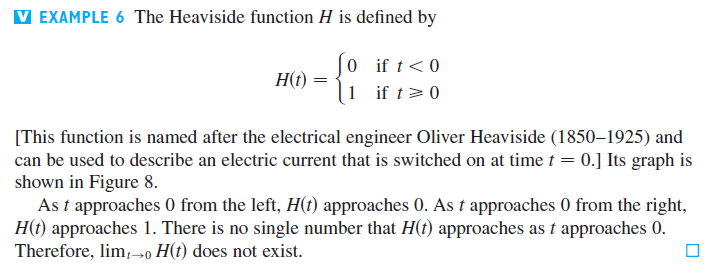 V EXAMPLE 6 The Heaviside function H is defined by
H(t) = { 0 if t < 0
1 if t ≥ 0
[This function is named after the electrical engineer Oliver Heaviside (1850–1925) and
can be used to describe an electric current that is switched on at time t = 0.] Its graph is
shown in Figure 8.
As t approaches 0 from the left, H(t) approaches 0. As t approaches 0 from the right,
H(t) approaches 1. There is no single number that H(t) approaches as t approaches 0.
Therefore, lim t→0 H(t) does not exist.